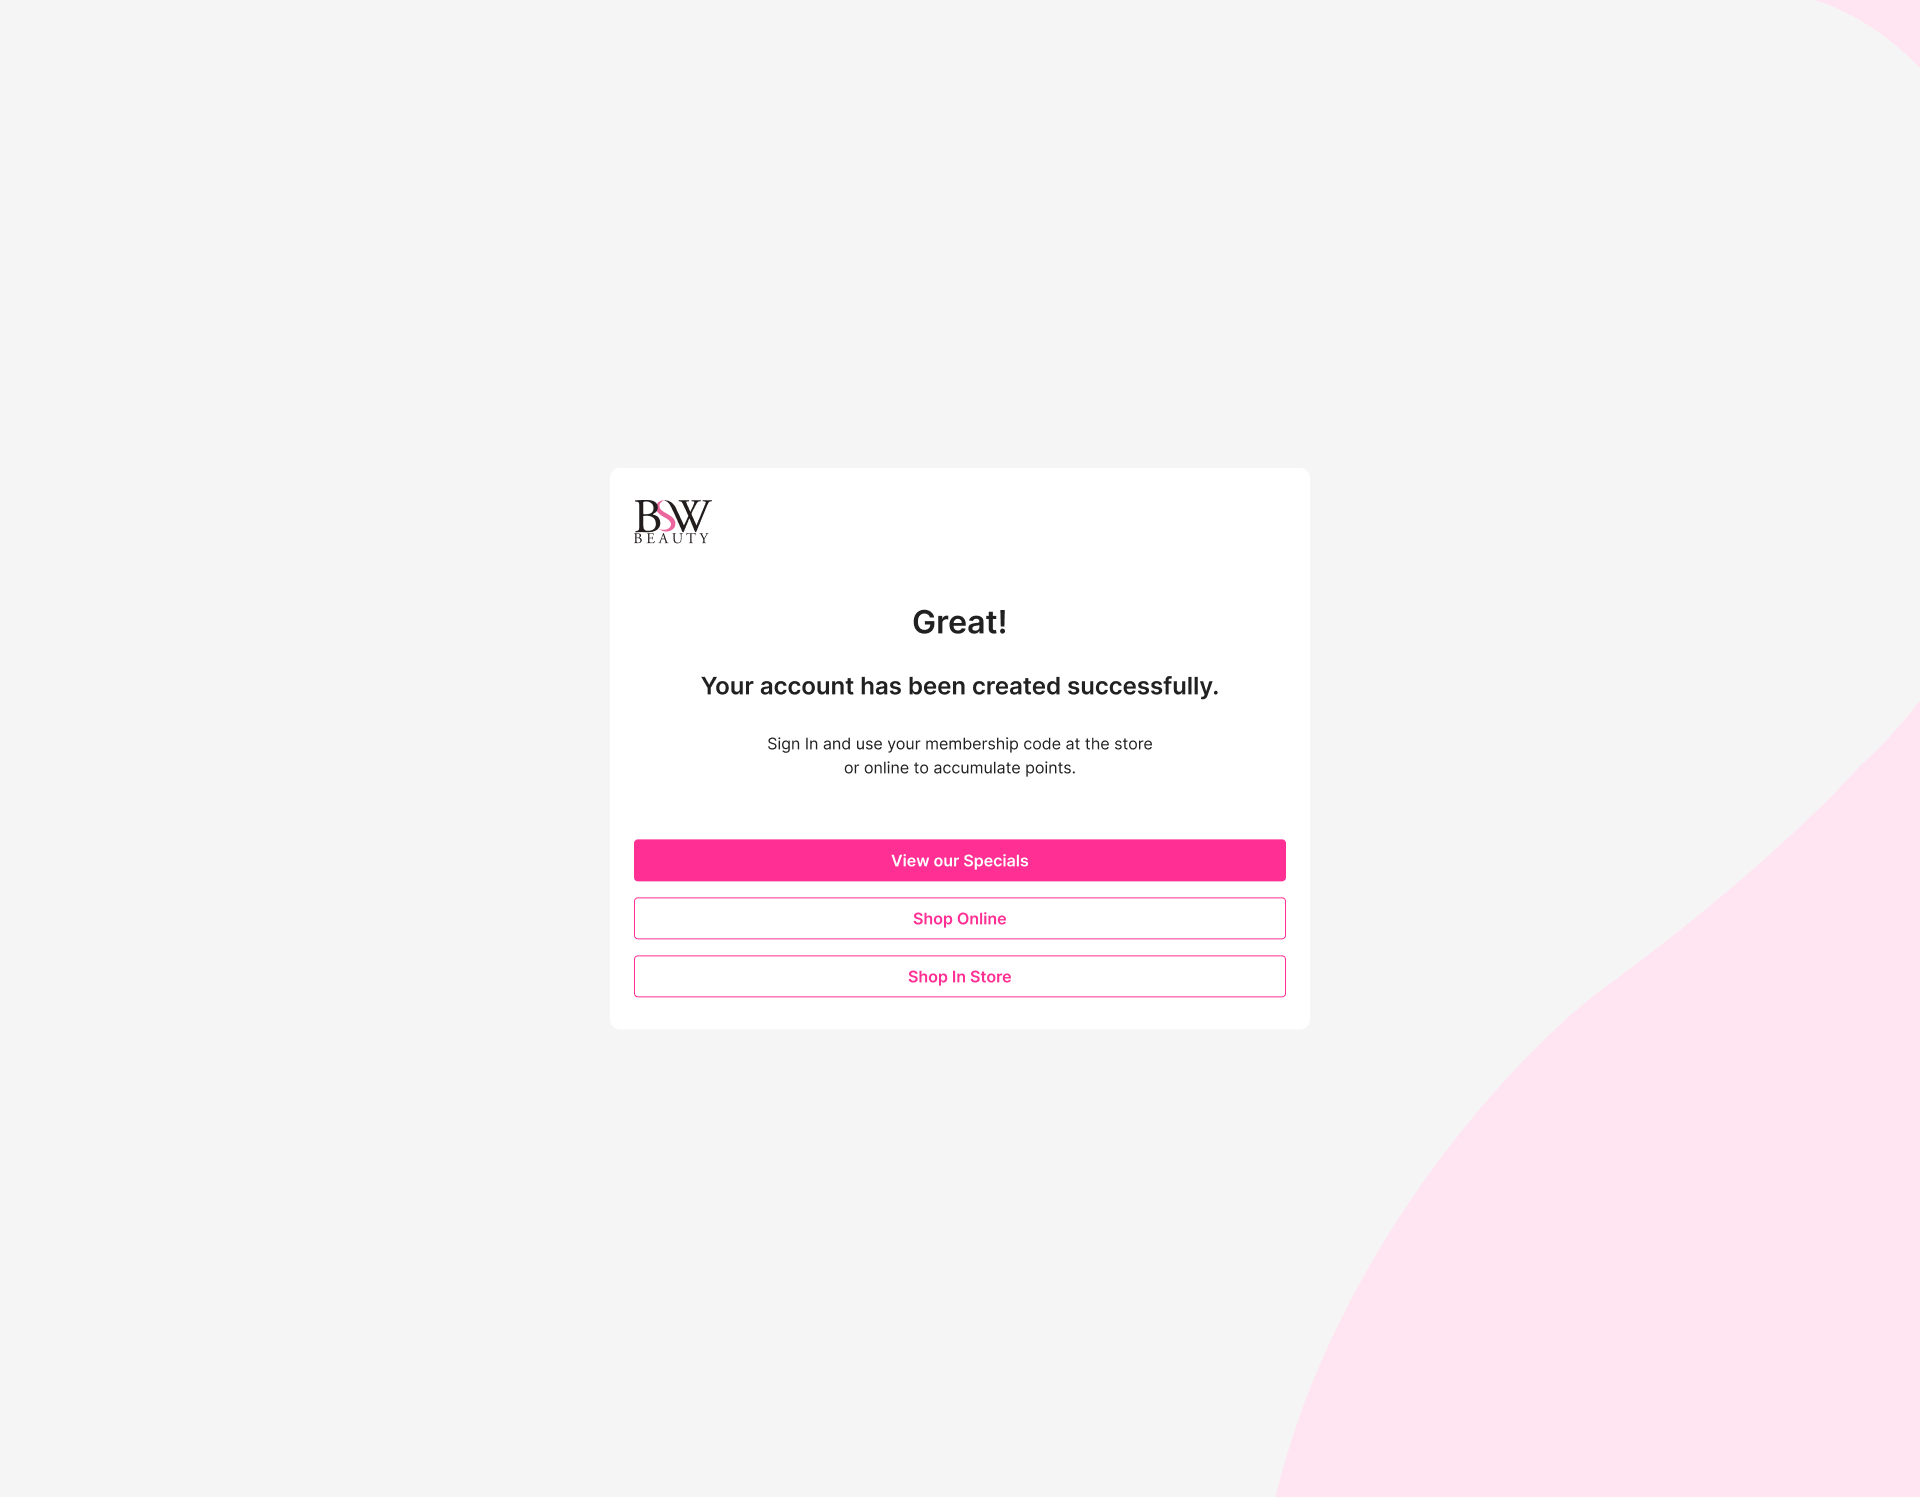 BSW
BEAUTY
Great!
Your account has been created successfully.
Sign In and use your membership code at the store
or online to accumulate points.
View our Specials
Shop Online
Shop In Store